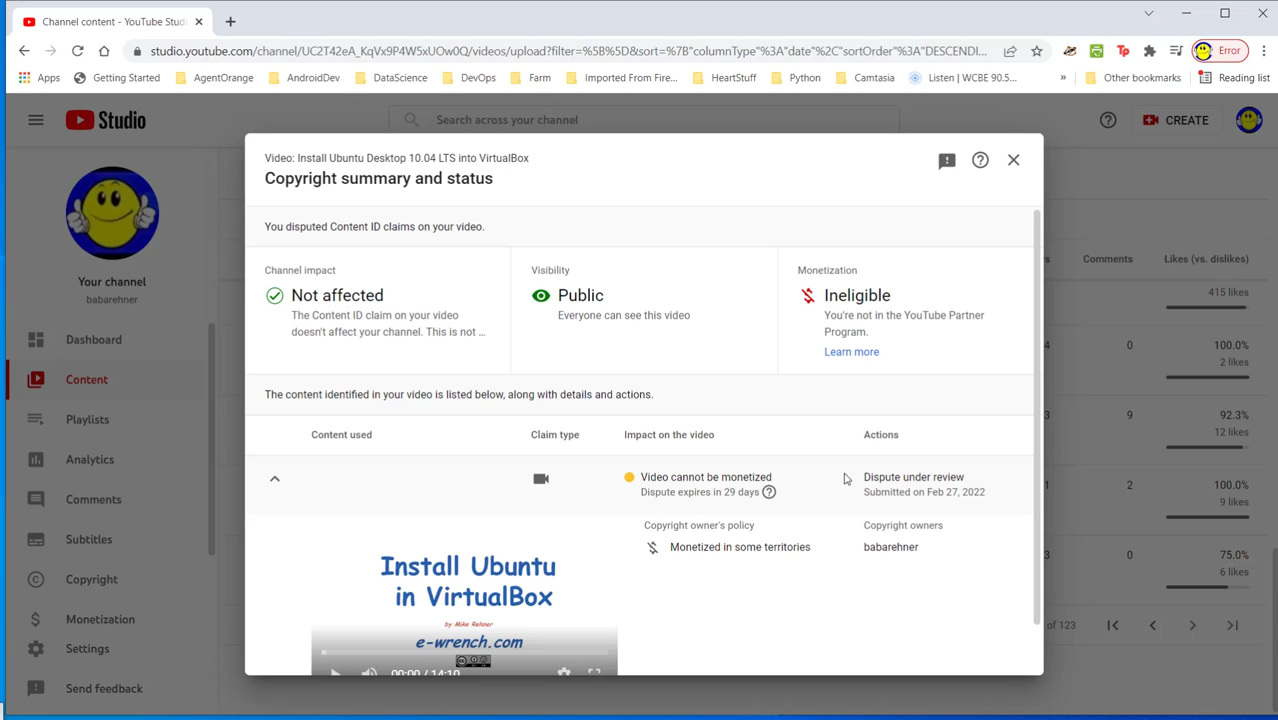 Channel content - YouTube Studi
Error
studio.youtube.com/channel/UC2T42eA_KqVx9P4W5xUOw0Q/videos/upload?filter=%5B%5D&sort=%7B"columnType"%3A"date"%2C"sortOrder"%3A"DESCENDI...
Apps Getting Started AgentOrange AndroidDev DataScience DevOps Farm Imported From Fire... HeartStuff Python Camtasia Listen | WCBE 90.5... » Other bookmarks Reading list
Studio
Search across your channel
CREATE
Your channel
babarehner
Dashboard
Content
Playlists
Analytics
Comments
Subtitles
Copyright
Monetization
Settings
Send feedback
Video: Install Ubuntu Desktop 10.04 LTS into VirtualBox
Copyright summary and status
You disputed Content ID claims on your video.
Channel impact
Not affected
The Content ID claim on your video
doesn't affect your channel. This is not ...
Visibility
Public
Everyone can see this video
Monetization
Ineligible
You're not in the YouTube Partner
Program.
Learn more
The content identified in your video is listed below, along with details and actions.
Content used Claim type Impact on the video Actions
Video cannot be monetized
Dispute expires in 29 days
Dispute under review
Submitted on Feb 27, 2022
Copyright owner's policy
Monetized in some territories
Copyright owners
babarehner
Install Ubuntu
in VirtualBox
by Mike Rehner
e-wrench.com
00:00 / 14:10
Comments Likes (vs. dislikes)
415 likes
4 0 100.0%
2 likes
3 9 92.3%
12 likes
1 2 100.0%
9 likes
3 0 75.0%
6 likes
of 123